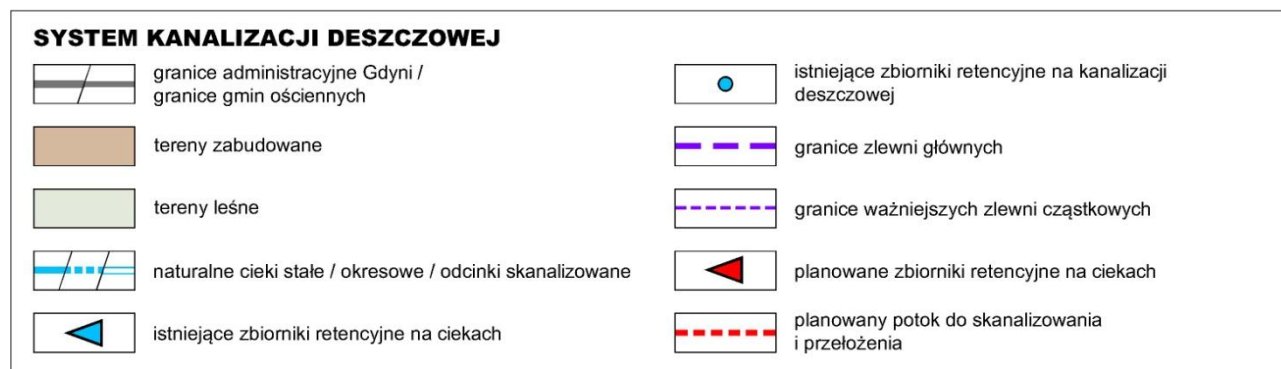 SYSTEM KANALIZACJI DESZCZOWEJ
granice administracyjne Gdyni /
granice gmin ościennych
tereny zabudowane
tereny leśne
naturalne cieki stałe / okresowe / odcinki skanalizowane
istniejące zbiorniki retencyjne na ciekach
istniejące zbiorniki retencyjne na kanalizacji
deszczowej
granice zlewni głównych
granice ważniejszych zlewni cząstkowych
planowane zbiorniki retencyjne na ciekach
planowany potok do skanalizowania
i przełożenia